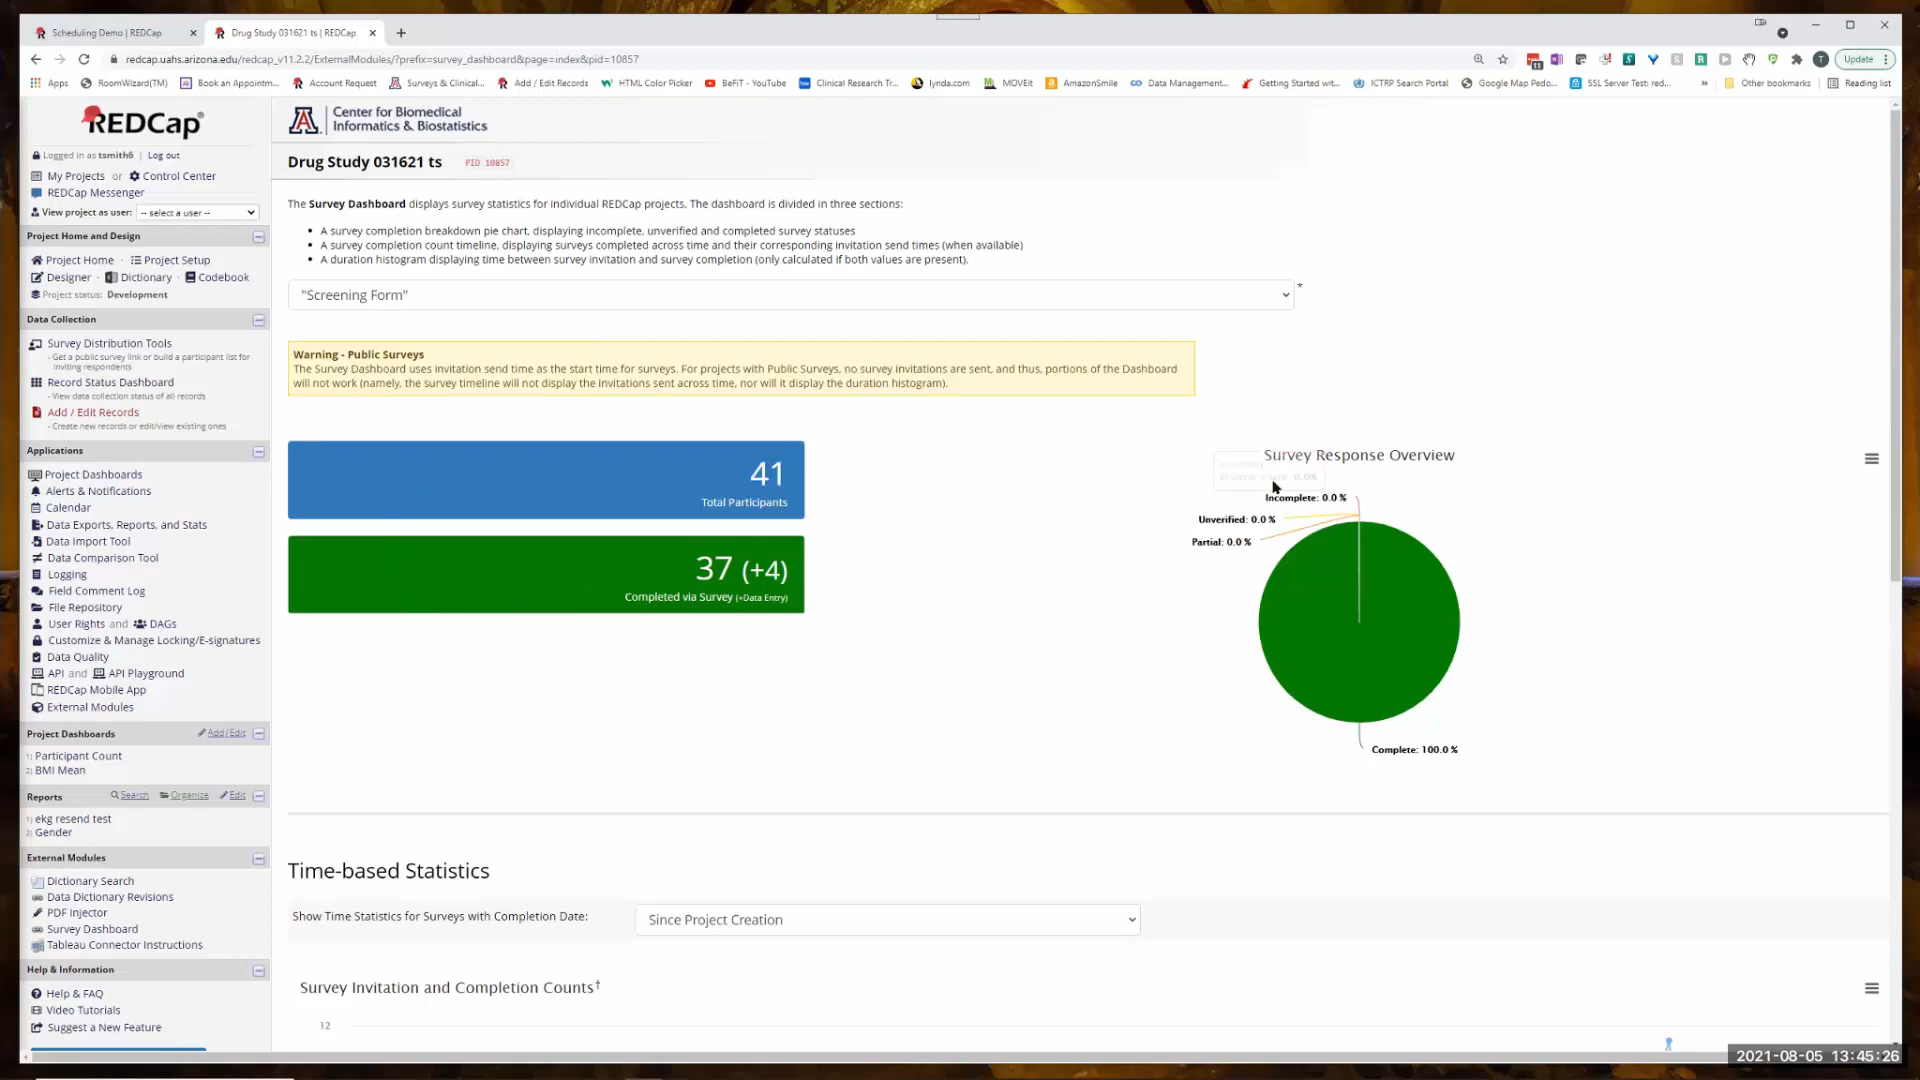 Scheduling Demo | REDCap
Drug Study 031621 ts | REDCap
redcap.uahs.arizona.edu/redcap_v11.2.2/ExternalModules/?prefix=survey_dashboard&page=index&pid=10857
Update
Apps
RoomWizard(TM)
Book an Appointm...
Account Request
Surveys & Clinical...
Add / Edit Records
HTML Color Picker
BeFiT - YouTube
Clinical Research Tr...
lynda.com
MOVEit
AmazonSmile
Data Management...
Getting Started wit...
ICTRP Search Portal
Google Map Pedo...
SSL Server Test: red...
»
Other bookmarks
Reading list
REDCap
Logged in as tsmith6 | Log out
My Projects or Control Center
REDCap Messenger
View project as user: -- select a user --
Project Home and Design
Project Home · Project Setup
Designer · Dictionary · Codebook
Project status: Development
Data Collection
Survey Distribution Tools
- Get a public survey link or build a participant list for
inviting respondents
Record Status Dashboard
- View data collection status of all records
Add / Edit Records
- Create new records or edit/view existing ones
Applications
Project Dashboards
Alerts & Notifications
Calendar
Data Exports, Reports, and Stats
Data Import Tool
Data Comparison Tool
Logging
Field Comment Log
File Repository
User Rights and DAGs
Customize & Manage Locking/E-signatures
Data Quality
API and API Playground
REDCap Mobile App
External Modules
Project Dashboards Add/Edit
1) Participant Count
2) BMI Mean
Reports Search Organize Edit
1) ekg resend test
2) Gender
External Modules
Dictionary Search
Data Dictionary Revisions
PDF Injector
Survey Dashboard
Tableau Connector Instructions
Help & Information
Help & FAQ
Video Tutorials
Suggest a New Feature
A Center for Biomedical
Informatics & Biostatistics
Drug Study 031621 ts PID 10857
The Survey Dashboard displays survey statistics for individual REDCap projects. The dashboard is divided in three sections:
• A survey completion breakdown pie chart, displaying incomplete, unverified and completed survey statuses
• A survey completion count timeline, displaying surveys completed across time and their corresponding invitation send times (when available)
• A duration histogram displaying time between survey invitation and survey completion (only calculated if both values are present).
"Screening Form" *
Warning - Public Surveys
The Survey Dashboard uses invitation send time as the start time for surveys. For projects with Public Surveys, no survey invitations are sent, and thus, portions of the Dashboard
will not work (namely, the survey timeline will not display the invitations sent across time, nor will it display the duration histogram).
41
Total Participants
37 (+4)
Completed via Survey (+Data Entry)
Survey Response Overview
0.0%
Incomplete: 0.0 %
Unverified: 0.0 %
Partial: 0.0 %
Complete: 100.0 %
Time-based Statistics
Show Time Statistics for Surveys with Completion Date: Since Project Creation
Survey Invitation and Completion Counts†
12
2021-08-05 13:45:26